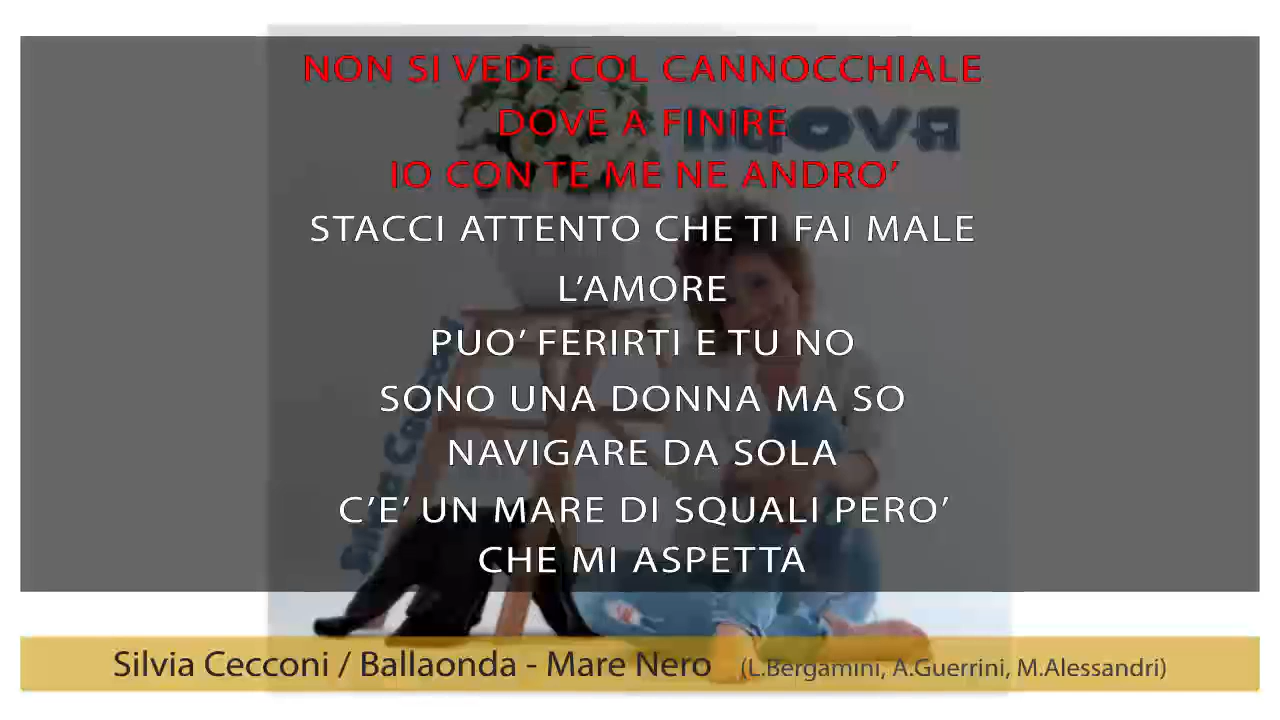 NON SI VEDE COL CANNOCCHIALE
DOVE A FINIRE
IO CON TE ME NE ANDRO’
STACCI ATTENTO CHE TI FAI MALE
L’AMORE
PUO’ FERIRTI E TU NO
SONO UNA DONNA MA SO
NAVIGARE DA SOLA
C’E’ UN MARE DI SQUALI PERO’
CHE MI ASPETTA
Silvia Cecconi / Ballaonda - Mare Nero (L.Bergamini, A.Guerrini, M.Alessandri)